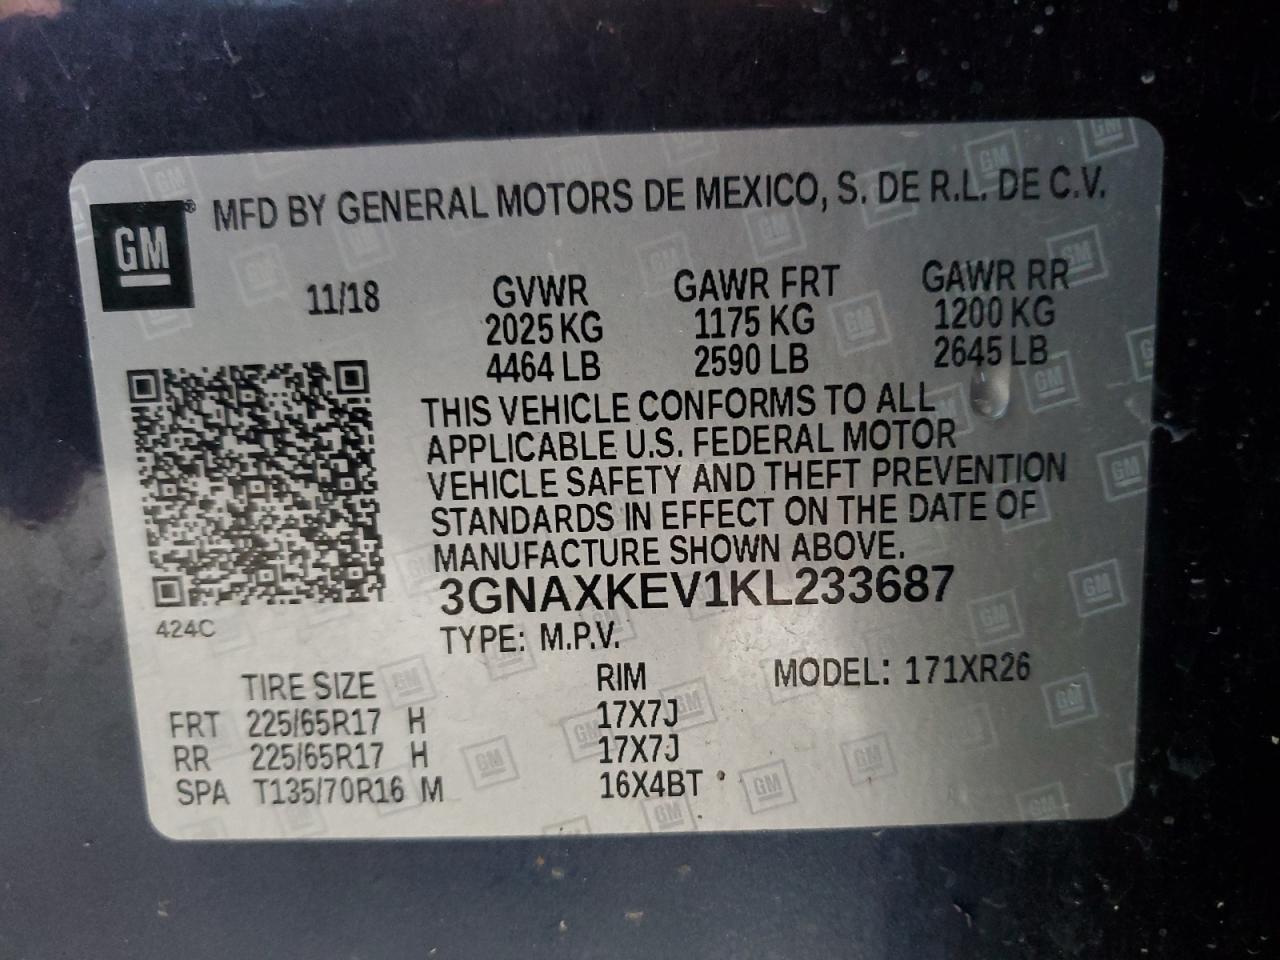 MFD BY GENERAL MOTORS DE MEXICO, S. DE R.L. DE C.V.
GM®
11/18 GVWR GAWR FRT GAWR RR
2025 KG 1175 KG 1200 KG
4464 LB 2590 LB 2645 LB
THIS VEHICLE CONFORMS TO ALL
APPLICABLE U.S. FEDERAL MOTOR
VEHICLE SAFETY AND THEFT PREVENTION
STANDARDS IN EFFECT ON THE DATE OF
MANUFACTURE SHOWN ABOVE.
3GNAXKEV1KL233687
424C
TYPE: M.P.V.
TIRE SIZE RIM MODEL: 171XR26
FRT 225/65R17 H 17X7J
RR 225/65R17 H 17X7J
SPA T135/70R16 M 16X4BT